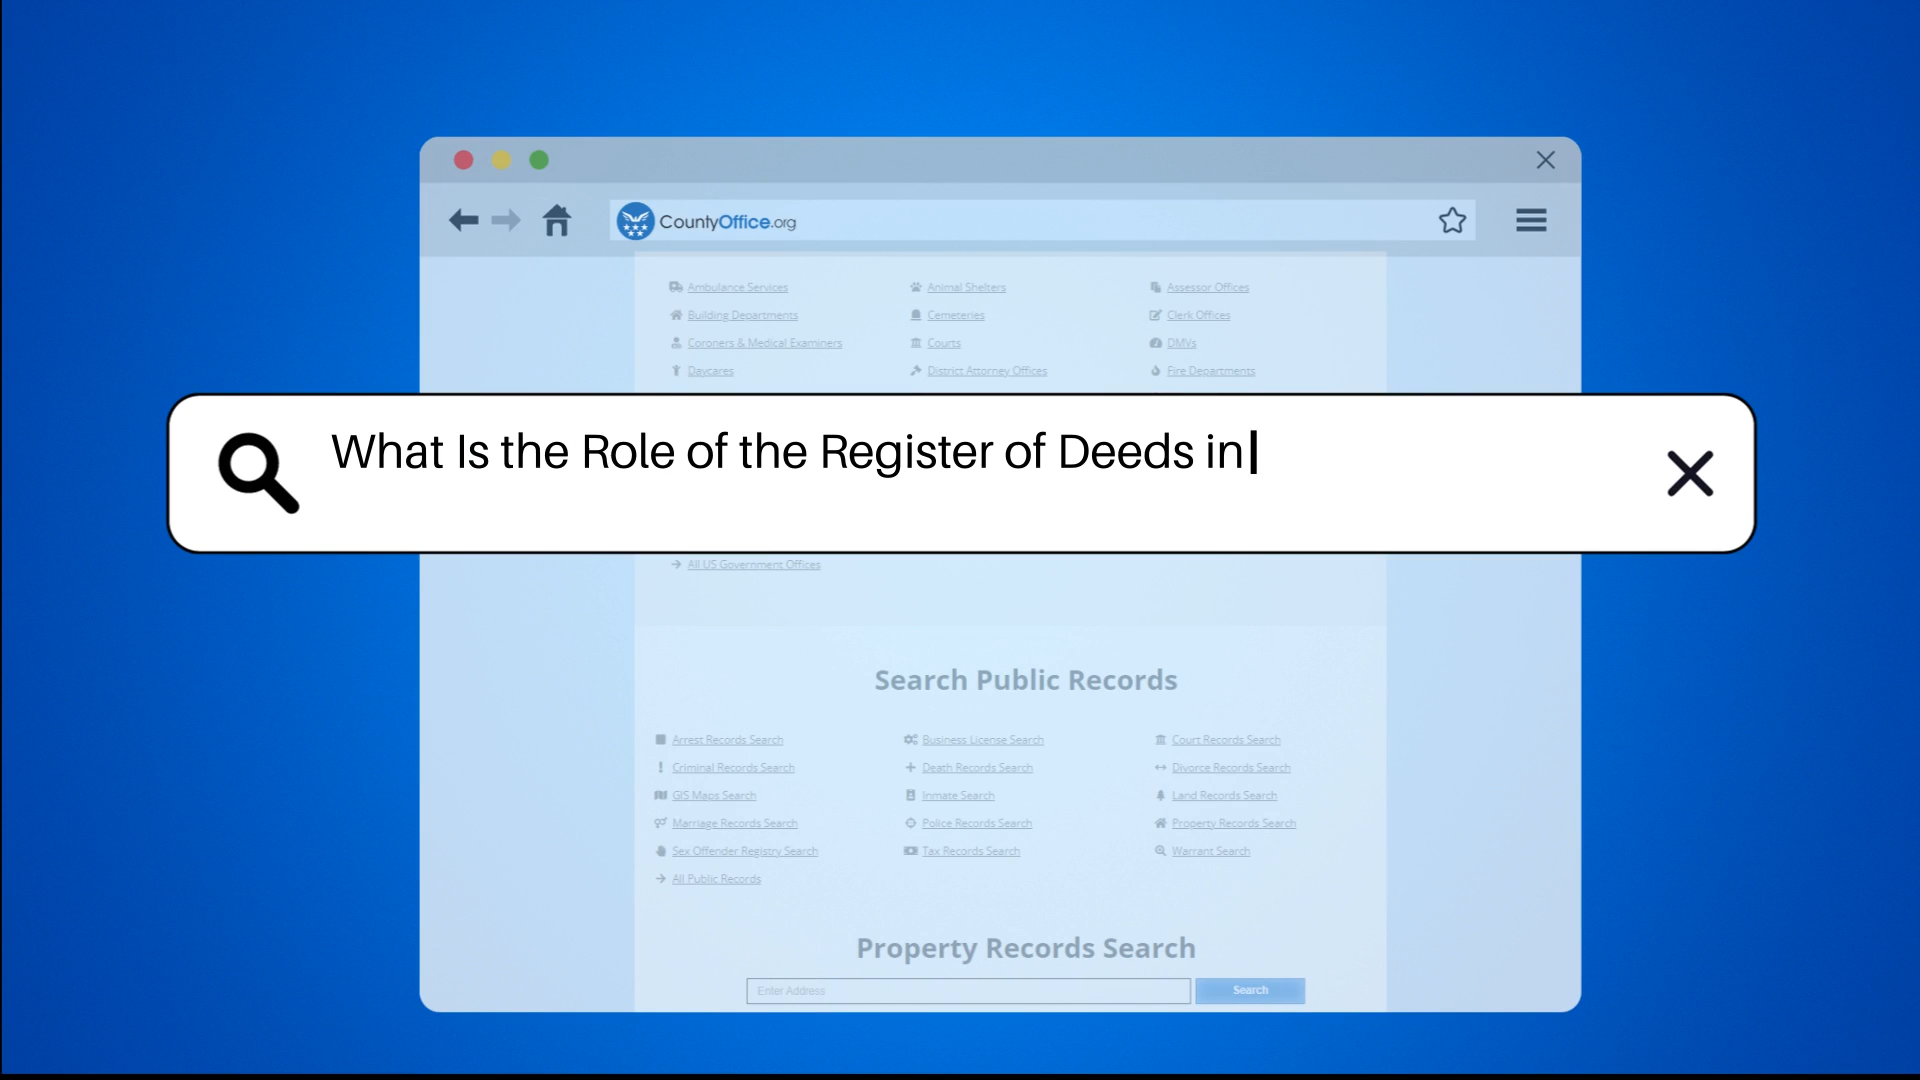 CountyOffice.org
Ambulance Services Animal Shelters Assessor Offices
Building Departments Cemeteries Clerk Offices
Coroners & Medical Examiners Courts DMVs
Daycares District Attorney Offices Fire Departments
What Is the Role of the Register of Deeds in
All US Government Offices
Search Public Records
Arrest Records Search Business License Search Court Records Search
Criminal Records Search Death Records Search Divorce Records Search
GIS Maps Search Inmate Search Land Records Search
Marriage Records Search Police Records Search Property Records Search
Sex Offender Registry Search Tax Records Search Warrant Search
All Public Records
Property Records Search
Enter Address Search